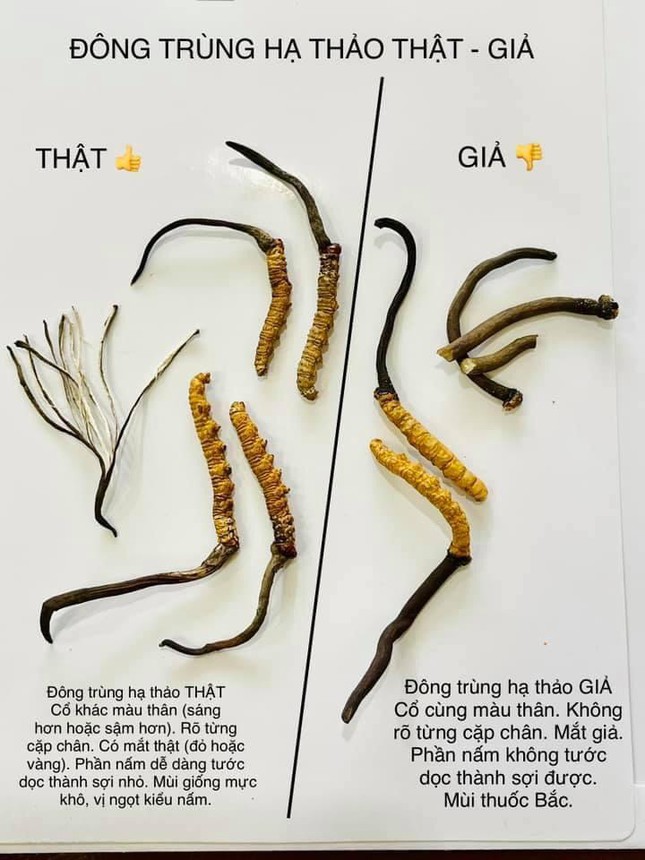 ĐÔNG TRÙNG HẠ THẢO THẬT - GIẢ
THẬT 👍
GIẢ 👎
Đông trùng hạ thảo THẬT
Cổ khác màu thân (sáng
hơn hoặc sậm hơn). Rõ từng
cặp chân. Có mắt thật (đỏ hoặc
vàng). Phần nấm dễ dàng tước
dọc thành sợi nhỏ. Mùi giống mực
khô, vị ngọt kiểu nấm.
Đông trùng hạ thảo GIẢ
Cổ cùng màu thân. Không
rõ từng cặp chân. Mắt giả.
Phần nấm không tước
dọc thành sợi được.
Mùi thuốc Bắc.